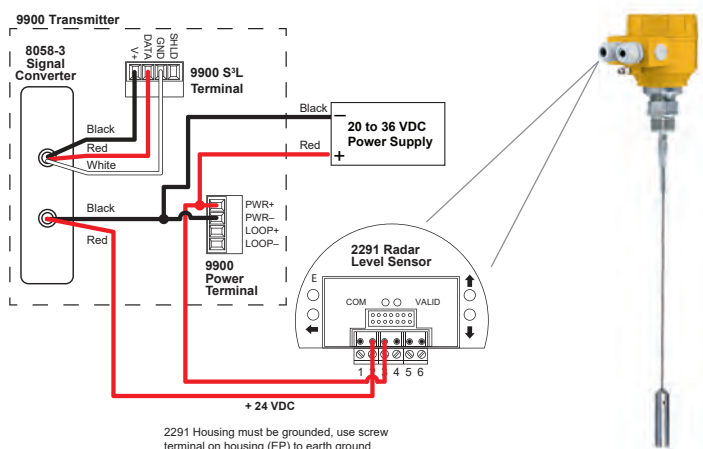 9900 Transmitter
8058-3
Signal
Converter
V+
DATA
GND
SHLD
9900 S³L
Terminal
Black
Red
White
Black
Red
Black
Red
20 to 36 VDC
Power Supply
–
+
PWR+
PWR–
LOOP+
LOOP–
9900
Power
Terminal
2291 Radar
Level Sensor
E
COM
VALID
1 2 3 4 5 6
+ 24 VDC
2291 Housing must be grounded, use screw
terminal on housing (EP) to earth ground